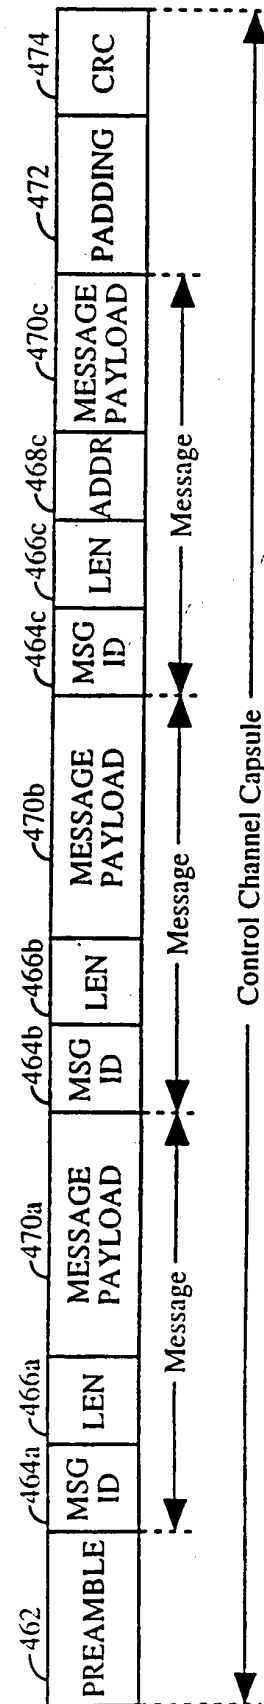 462 464a 466a 470a 464b 466b 470b 464c 466c 468c 470c 472 474
PREAMBLE MSG ID LEN MESSAGE PAYLOAD MSG ID LEN MESSAGE PAYLOAD MSG ID LEN ADDR MESSAGE PAYLOAD PADDING CRC
Message Message Message
Control Channel Capsule